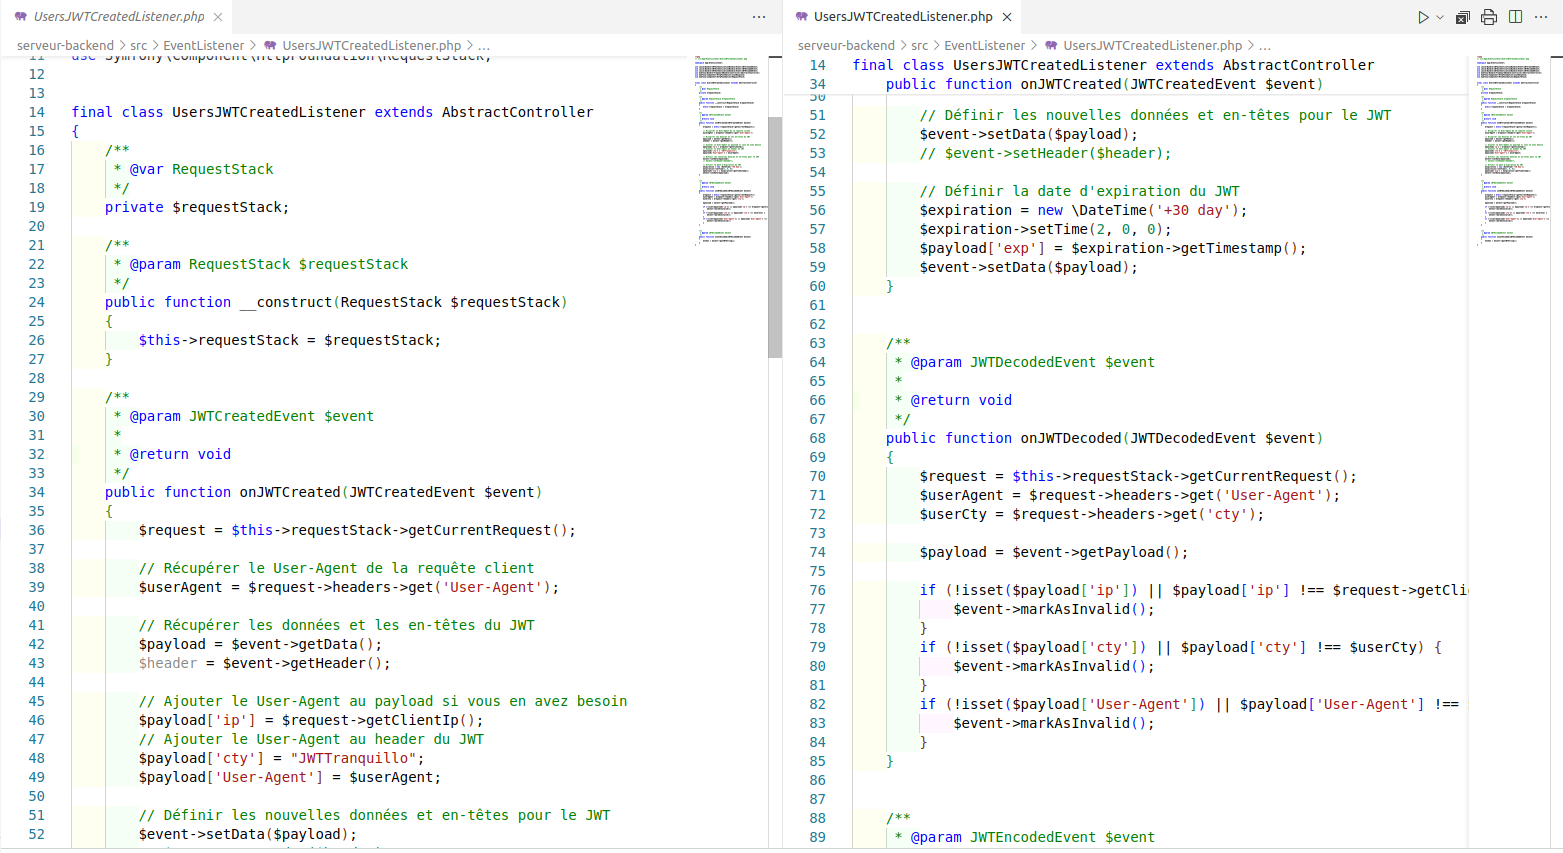 UsersJWTCreatedListener.php
serveur-backend > src > EventListener > UsersJWTCreatedListener.php > ...
11 use Symfony\Component\HttpFoundation\RequestStack;
12
13
14 final class UsersJWTCreatedListener extends AbstractController
15 {
16     /**
17      * @var RequestStack
18      */
19     private $requestStack;
20
21     /**
22      * @param RequestStack $requestStack
23      */
24     public function __construct(RequestStack $requestStack)
25     {
26         $this->requestStack = $requestStack;
27     }
28
29     /**
30      * @param JWTCreatedEvent $event
31      *
32      * @return void
33      */
34     public function onJWTCreated(JWTCreatedEvent $event)
35     {
36         $request = $this->requestStack->getCurrentRequest();
37
38         // Récupérer le User-Agent de la requête client
39         $userAgent = $request->headers->get('User-Agent');
40
41         // Récupérer les données et les en-têtes du JWT
42         $payload = $event->getData();
43         $header = $event->getHeader();
44
45         // Ajouter le User-Agent au payload si vous en avez besoin
46         $payload['ip'] = $request->getClientIp();
47         // Ajouter le User-Agent au header du JWT
48         $payload['cty'] = "JWTTranquillo";
49         $payload['User-Agent'] = $userAgent;
50
51         // Définir les nouvelles données et en-têtes pour le JWT
52         $event->setData($payload);
UsersJWTCreatedListener.php
serveur-backend > src > EventListener > UsersJWTCreatedListener.php > ...
14 final class UsersJWTCreatedListener extends AbstractController
34     public function onJWTCreated(JWTCreatedEvent $event)
50
51         // Définir les nouvelles données et en-têtes pour le JWT
52         $event->setData($payload);
53         // $event->setHeader($header);
54
55         // Définir la date d'expiration du JWT
56         $expiration = new \DateTime('+30 day');
57         $expiration->setTime(2, 0, 0);
58         $payload['exp'] = $expiration->getTimestamp();
59         $event->setData($payload);
60     }
61
62
63     /**
64      * @param JWTDecodedEvent $event
65      *
66      * @return void
67      */
68     public function onJWTDecoded(JWTDecodedEvent $event)
69     {
70         $request = $this->requestStack->getCurrentRequest();
71         $userAgent = $request->headers->get('User-Agent');
72         $userCty = $request->headers->get('cty');
73
74         $payload = $event->getPayload();
75
76         if (!isset($payload['ip']) || $payload['ip'] !== $request->getCli
77             $event->markAsInvalid();
78         }
79         if (!isset($payload['cty']) || $payload['cty'] !== $userCty) {
80             $event->markAsInvalid();
81         }
82         if (!isset($payload['User-Agent']) || $payload['User-Agent'] !==
83             $event->markAsInvalid();
84         }
85     }
86
87
88     /**
89      * @param JWTEncodedEvent $event